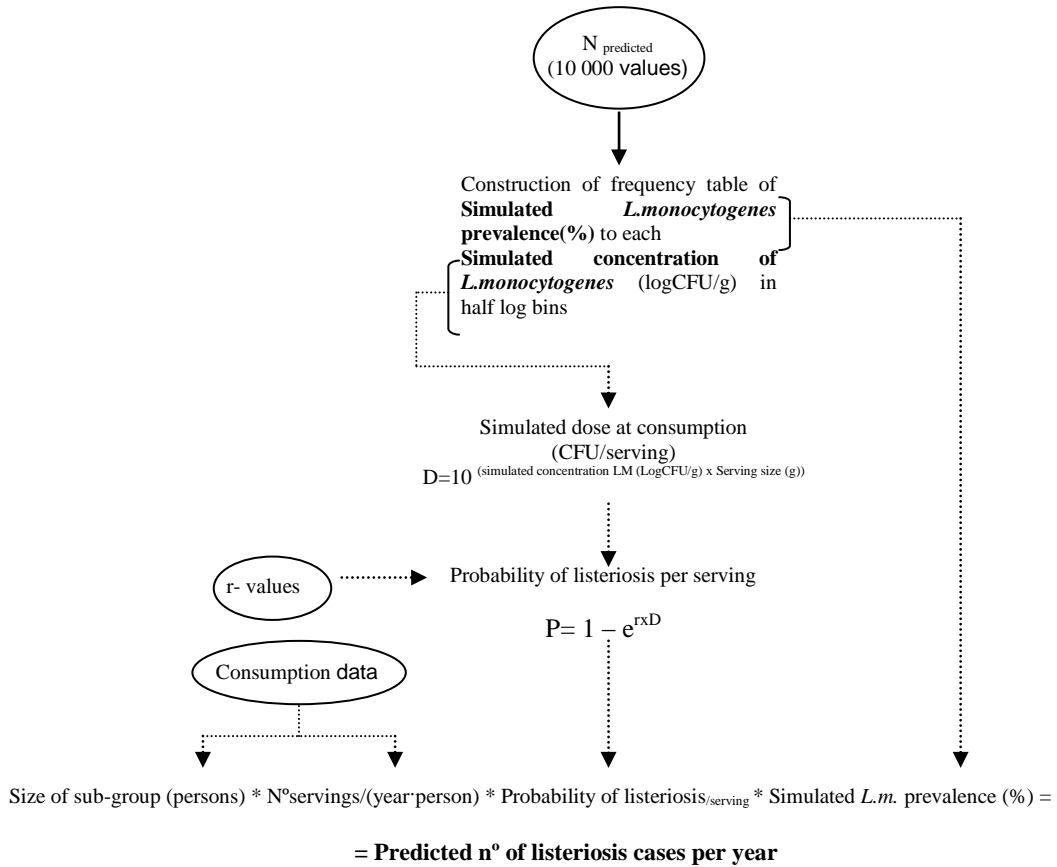 N predicted
(10 000 values)
Construction of frequency table of
Simulated L.monocytogenes
prevalence(%) to each
Simulated concentration of
L.monocytogenes (logCFU/g) in
half log bins
Simulated dose at consumption
(CFU/serving)
D=10 (simulated concentration LM (LogCFU/g) x Serving size (g))
r- values
Probability of listeriosis per serving
P= 1 – e^rxD
Consumption data
Size of sub-group (persons) * Nºservings/(year·person) * Probability of listeriosis/serving * Simulated L.m. prevalence (%) =
= Predicted nº of listeriosis cases per year